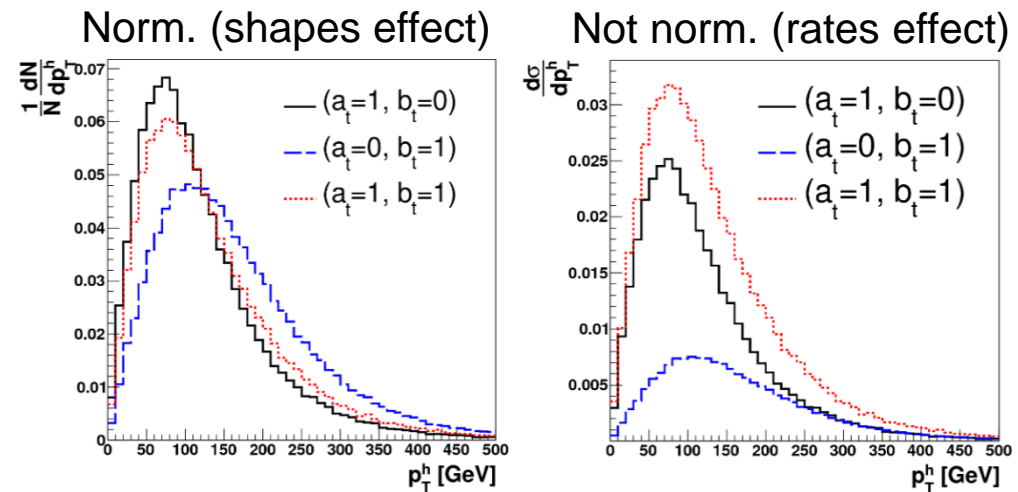 Norm. (shapes effect)
1/N dN/dp_T^h
0.07
0.06
0.05
0.04
0.03
0.02
0.01
0
(a_t=1, b_t=0)
(a_t=0, b_t=1)
(a_t=1, b_t=1)
0 50 100 150 200 250 300 350 400 450 500
p_T^h [GeV]
Not norm. (rates effect)
dσ/dp_T^h
0.03
0.025
0.02
0.015
0.01
0.005
(a_t=1, b_t=0)
(a_t=0, b_t=1)
(a_t=1, b_t=1)
0 50 100 150 200 250 300 350 400 450 500
p_T^h [GeV]